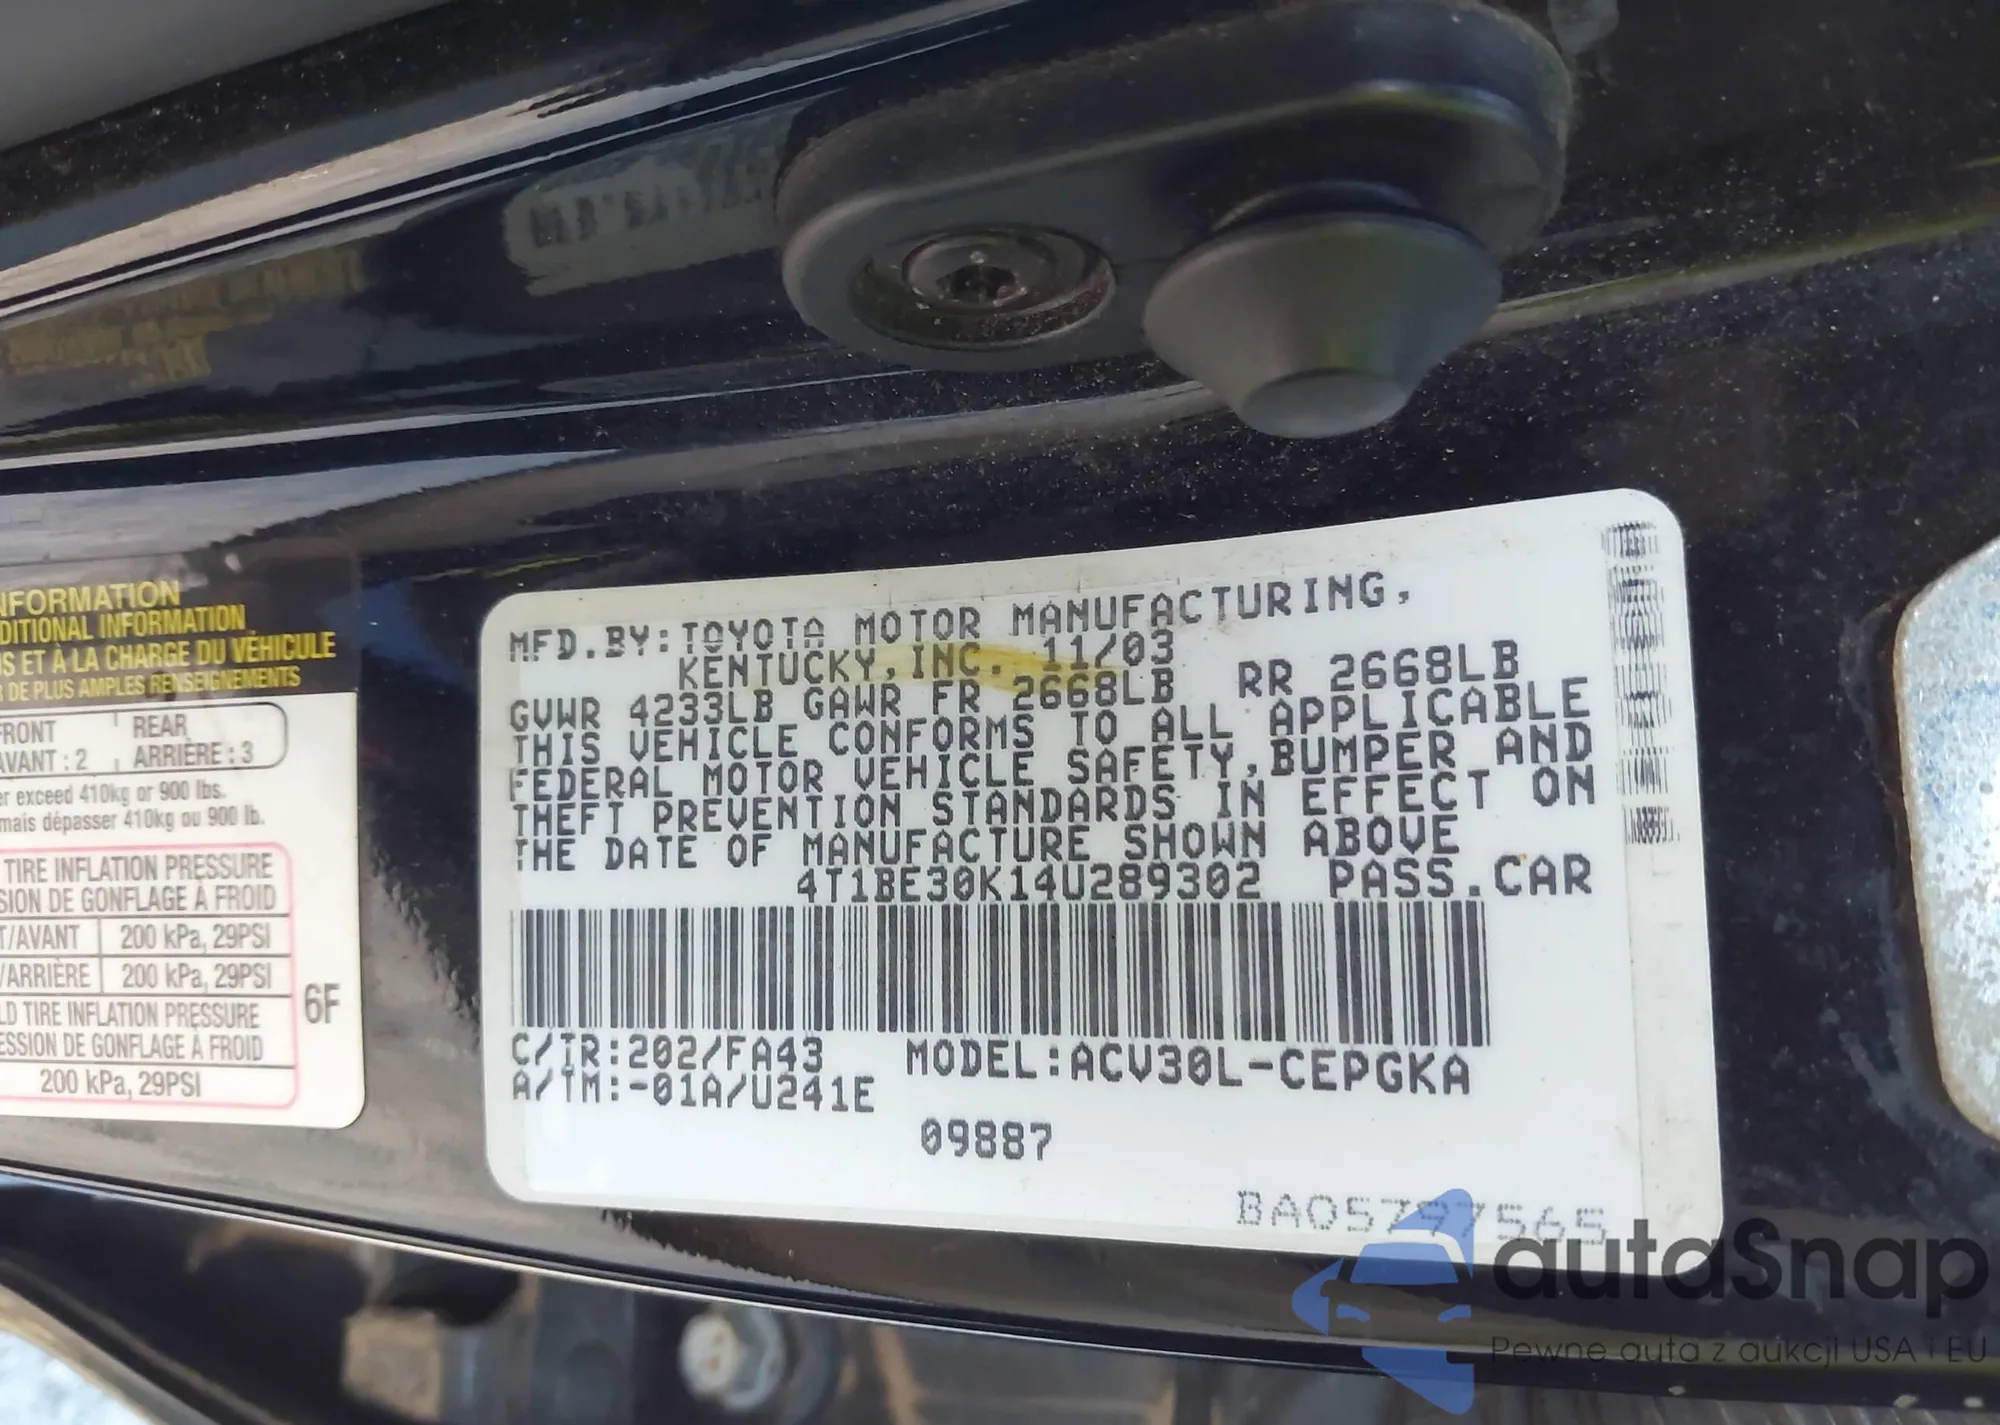 NFORMATION
DITIONAL INFORMATION
US ET À LA CHARGE DU VÉHICULE
R DE PLUS AMPLES RENSEIGNEMENTS
FRONT REAR
AVANT : 2 ARRIÈRE : 3
er exceed 410kg or 900 lbs.
mais dépasser 410kg ou 900 lb.
TIRE INFLATION PRESSURE
SION DE GONFLAGE À FROID
T/AVANT 200 kPa, 29PSI
/ARRIÈRE 200 kPa, 29PSI
LD TIRE INFLATION PRESSURE
ESSION DE GONFLAGE À FROID
200 kPa, 29PSI
6F
MFD.BY:TOYOTA MOTOR MANUFACTURING,
KENTUCKY,INC. 11/03
GVWR 4233LB GAWR FR 2668LB RR 2668LB
THIS VEHICLE CONFORMS TO ALL APPLICABLE
FEDERAL MOTOR VEHICLE SAFETY,BUMPER AND
THEFT PREVENTION STANDARDS IN EFFECT ON
THE DATE OF MANUFACTURE SHOWN ABOVE
4T1BE30K14U289302 PASS.CAR
C/TR:202/FA43 MODEL:ACV30L-CEPGKA
A/TM:-01A/U241E
09887
BA05797565
autaSnap
Pewne auta z aukcji USA i EU